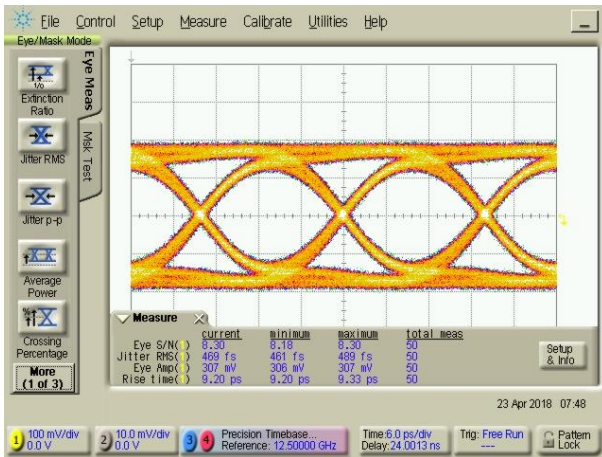 File Control Setup Measure Calibrate Utilities Help
Eye/Mask Mode
Eye Meas
Msk Test
Extinction
Ratio
Jitter RMS
Jitter p-p
Average
Power
Crossing
Percentage
More
(1 of 3)
Measure
current minimum maximum total meas
Eye S/N(1) 8.30 8.18 8.30 50
Jitter RMS(1) 469 fs 461 fs 489 fs 50
Eye Amp(1) 307 mV 306 mV 307 mV 50
Rise time(1) 9.20 ps 9.20 ps 9.33 ps 50
Setup
& Info
23 Apr 2018 07:48
1 100 mV/div
0.0 V
2 10.0 mV/div
0.0 V
3 4 Precision Timebase...
Reference: 12.50000 GHz
Time:6.0 ps/div
Delay:24.0013 ns
Trig: Free Run
---
Pattern
Lock